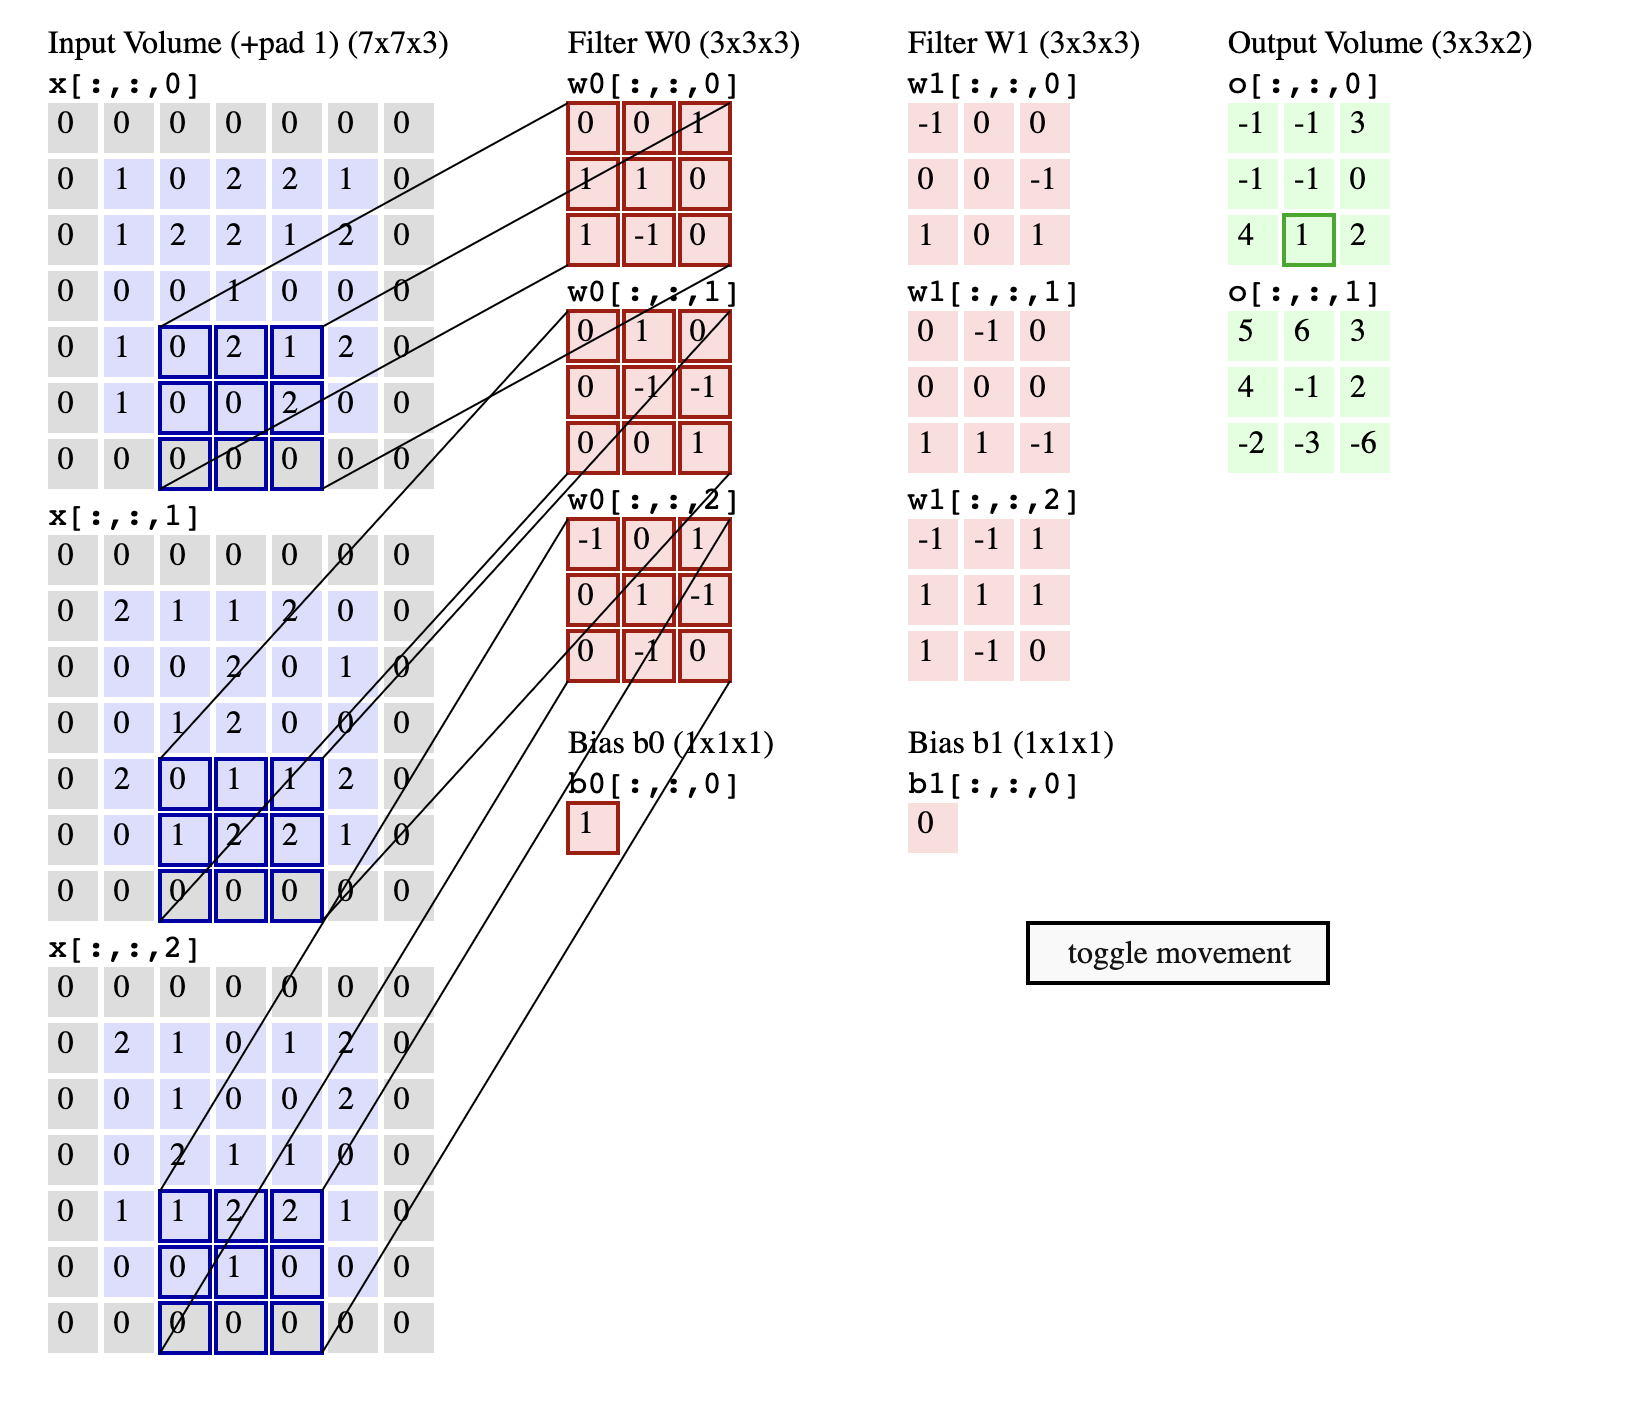 Input Volume (+pad 1) (7x7x3)
x[:,:,0]
0 0 0 0 0 0 0
0 1 0 2 2 1 0
0 1 2 2 1 2 0
0 0 0 1 0 0 0
0 1 0 2 1 2 0
0 1 0 0 2 0 0
0 0 0 0 0 0 0
x[:,:,1]
0 0 0 0 0 0 0
0 2 1 1 2 0 0
0 0 0 2 0 1 0
0 0 1 2 0 0 0
0 2 0 1 1 2 0
0 0 1 2 2 1 0
0 0 0 0 0 0 0
x[:,:,2]
0 0 0 0 0 0 0
0 2 1 0 1 2 0
0 0 1 0 0 2 0
0 0 2 1 1 0 0
0 1 1 2 2 1 0
0 0 0 1 0 0 0
0 0 0 0 0 0 0
Filter W0 (3x3x3)
w0[:,:,0]
0 0 1
1 1 0
1 -1 0
w0[:,:,1]
0 1 0
0 -1 -1
0 0 1
w0[:,:,2]
-1 0 1
0 1 -1
0 -1 0
Bias b0 (1x1x1)
b0[:,:,0]
1
Filter W1 (3x3x3)
w1[:,:,0]
-1 0 0
0 0 -1
1 0 1
w1[:,:,1]
0 -1 0
0 0 0
1 1 -1
w1[:,:,2]
-1 -1 1
1 1 1
1 -1 0
Bias b1 (1x1x1)
b1[:,:,0]
0
Output Volume (3x3x2)
o[:,:,0]
-1 -1 3
-1 -1 0
4 1 2
o[:,:,1]
5 6 3
4 -1 2
-2 -3 -6
toggle movement